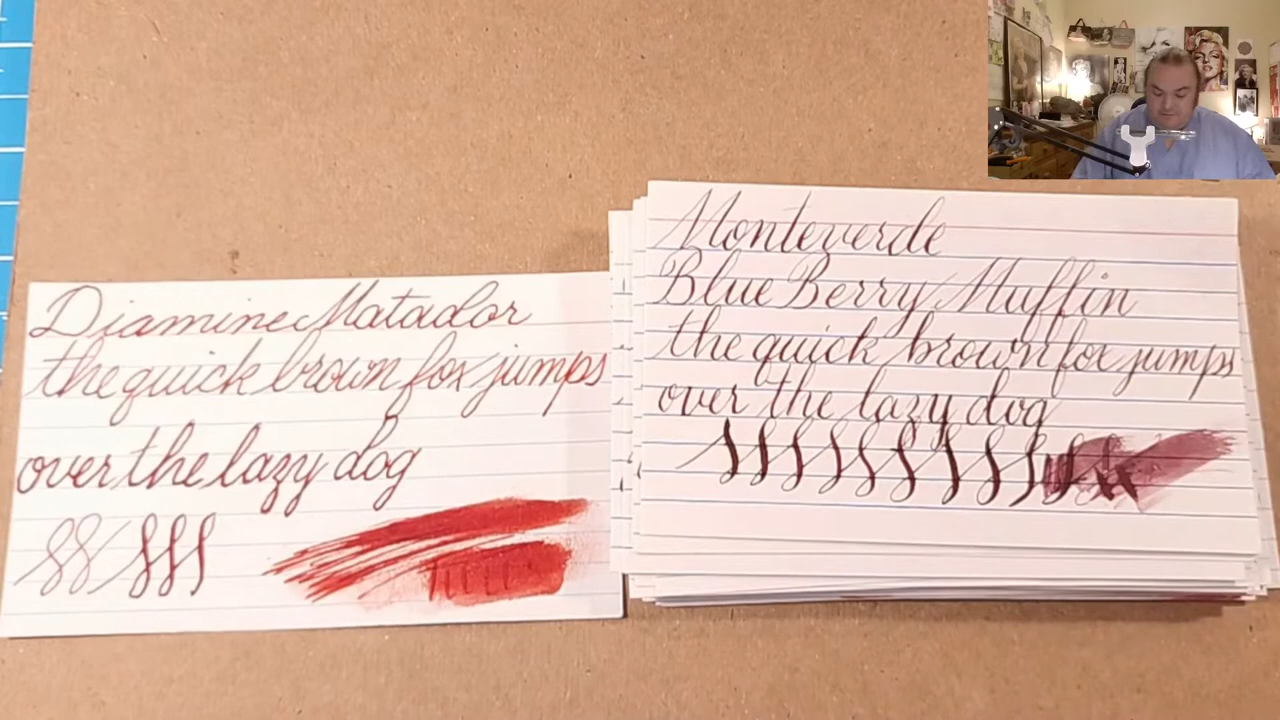 Diamine Matador
the quick brown fox jumps
over the lazy dog
Monteverde
Blue Berry Muffin
the quick brown fox jumps
over the lazy dog